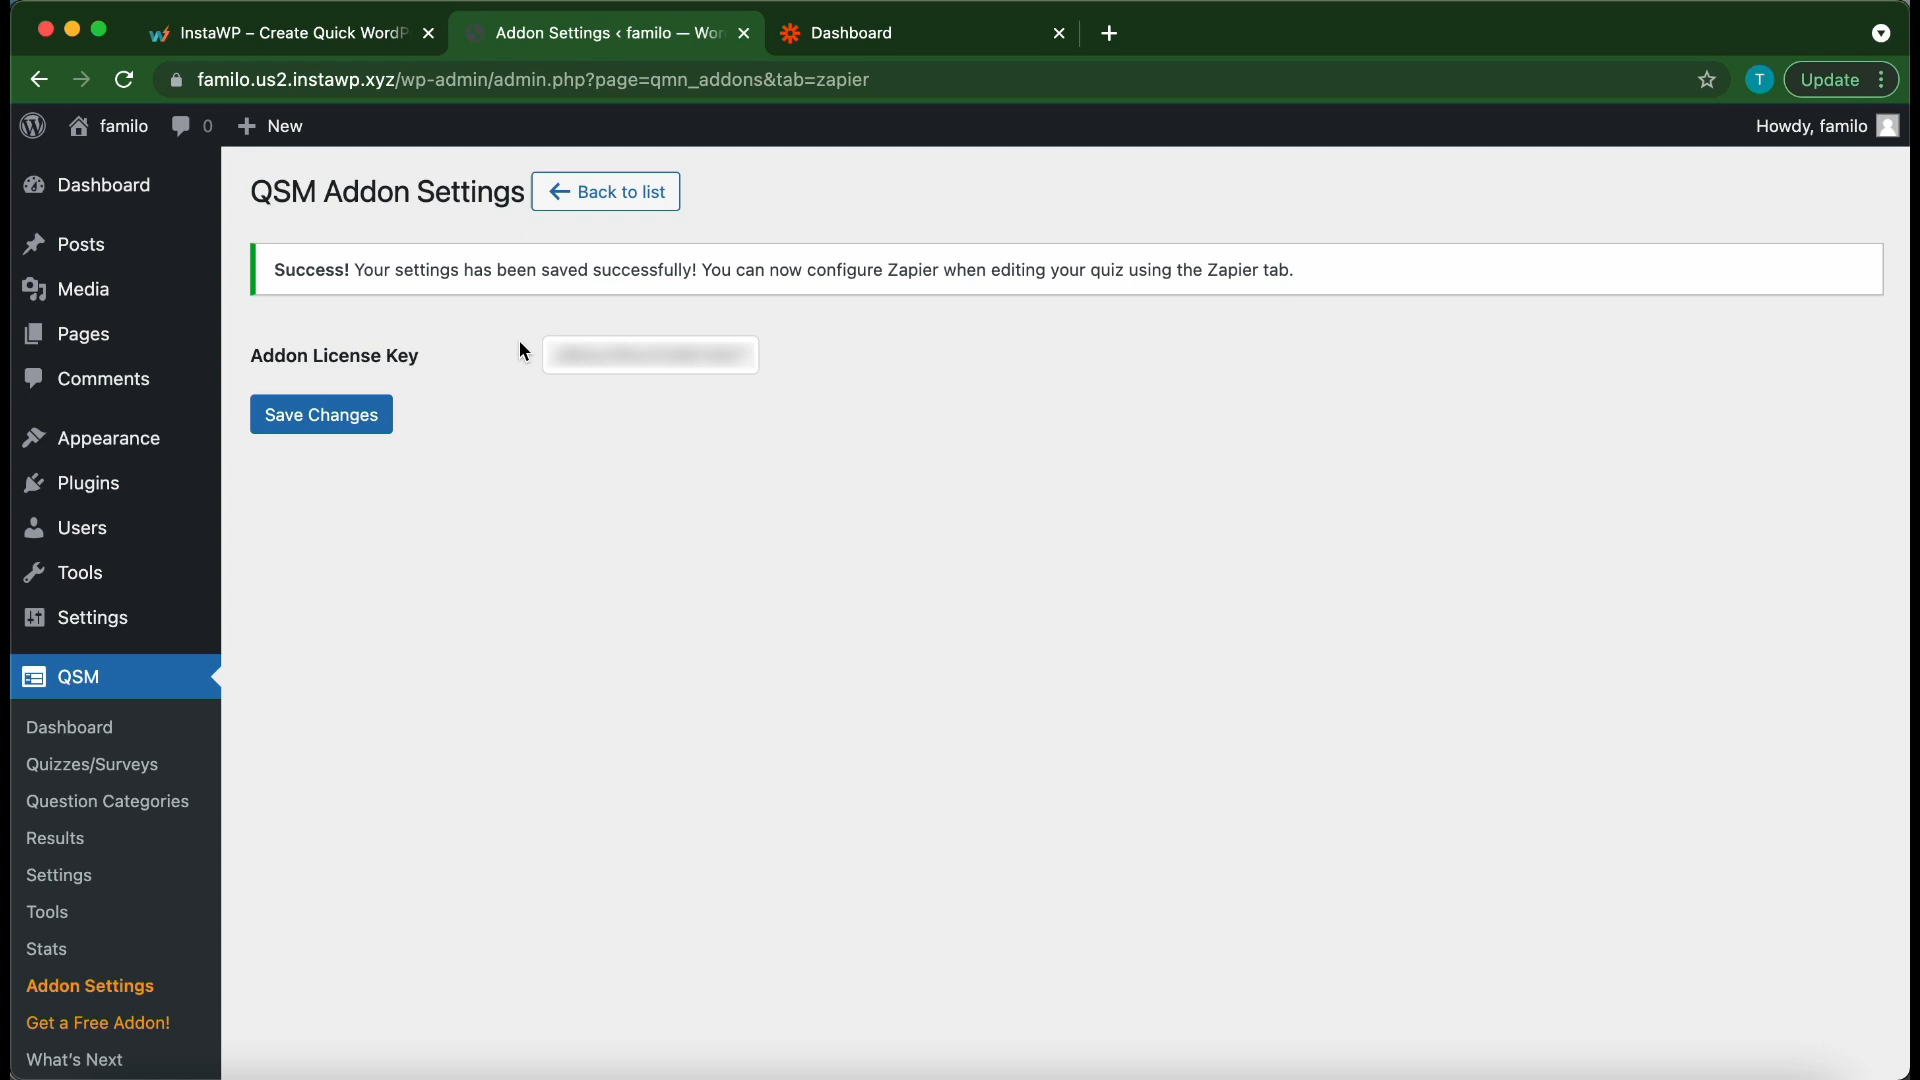 InstaWP – Create Quick WordP
Addon Settings ‹ familo — Wor
Dashboard
familo.us2.instawp.xyz/wp-admin/admin.php?page=qmn_addons&tab=zapier
T
Update
familo
0
New
Howdy, familo
Dashboard
Posts
Media
Pages
Comments
Appearance
Plugins
Users
Tools
Settings
QSM
Dashboard
Quizzes/Surveys
Question Categories
Results
Settings
Tools
Stats
Addon Settings
Get a Free Addon!
What's Next
QSM Addon Settings
Back to list
Success! Your settings has been saved successfully! You can now configure Zapier when editing your quiz using the Zapier tab.
Addon License Key
Save Changes